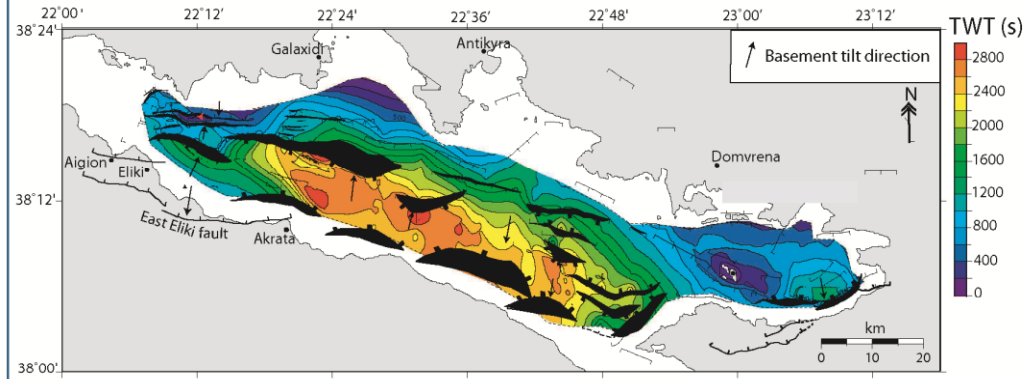 22°00' 22°12' 22°24' 22°36' 22°48' 23°00' 23°12'
38°24'
38°12'
38°00'
Galaxidi
Antikyra
Basement tilt direction
N
Domvrena
Aigion
Eliki
East Eliki fault
Akrata
500
km
0 10 20
TWT (s)
2800
2400
2000
1600
1200
800
400
0